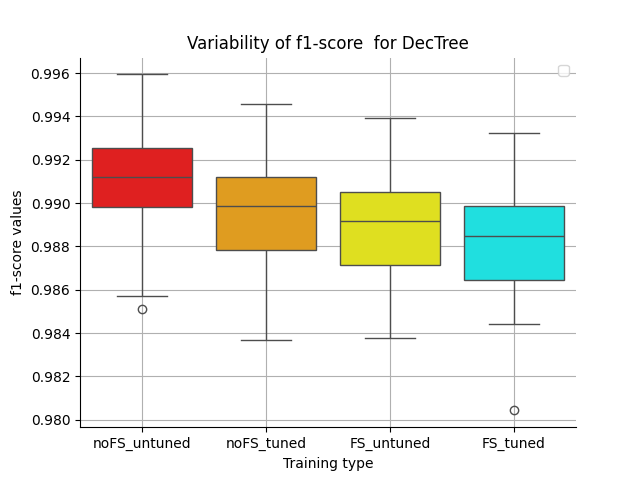 Variability of f1-score  for DecTree
0.996
0.994
0.992
0.990
0.988
0.986
0.984
0.982
0.980
f1-score values
noFS_untuned
noFS_tuned
FS_untuned
FS_tuned
Training type